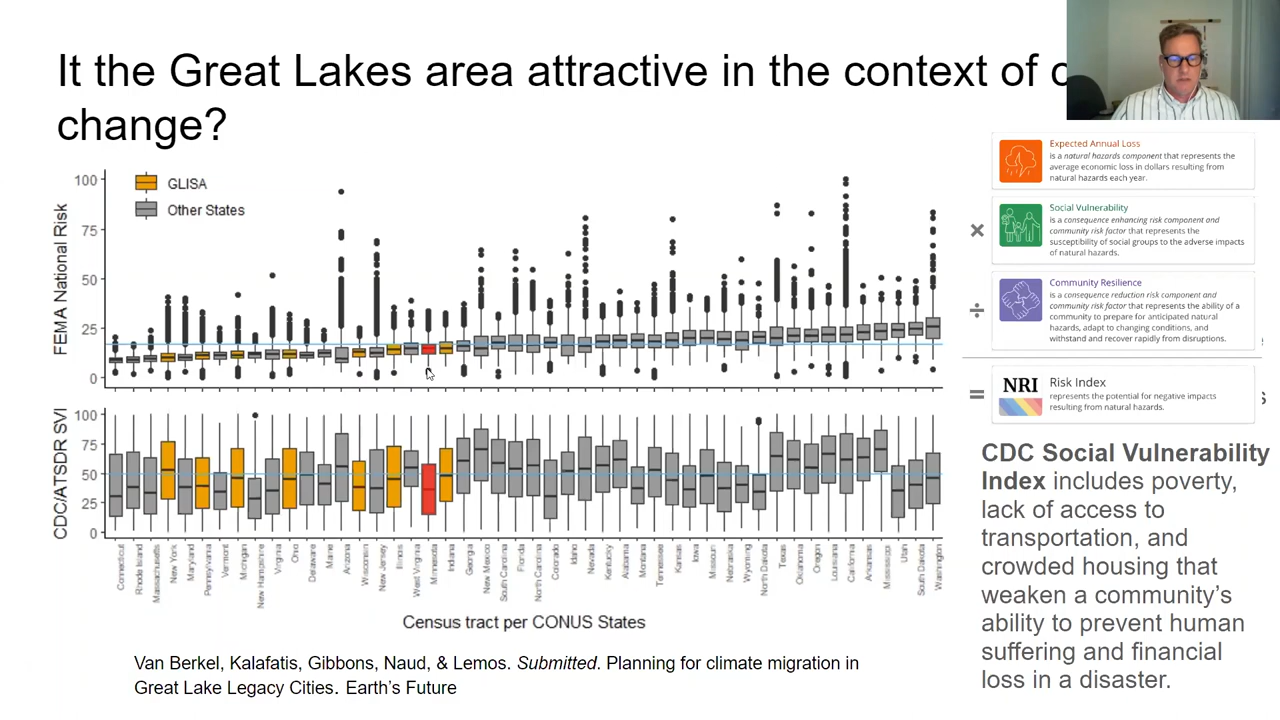 It the Great Lakes area attractive in the context of c
change?
GLISA
Other States
FEMA National Risk
100
75
50
25
0
CDC/ATSDR SVI
100
75
50
25
0
Connecticut
Rhode Island
Massachusetts
New York
Maryland
Pennsylvania
Vermont
Michigan
New Hampshire
Virginia
Ohio
Delaware
Maine
Arizona
Wisconsin
New Jersey
Illinois
West Virginia
Minnesota
Indiana
Georgia
New Mexico
South Carolina
Florida
North Carolina
Colorado
Idaho
Nevada
Kentucky
Alabama
Montana
Tennessee
Kansas
Iowa
Missouri
Nebraska
Wyoming
North Dakota
Texas
Oklahoma
Oregon
Louisiana
California
Arkansas
Mississippi
Utah
South Dakota
Washington
Census tract per CONUS States
Van Berkel, Kalafatis, Gibbons, Naud, & Lemos. Submitted. Planning for climate migration in
Great Lake Legacy Cities. Earth's Future
Expected Annual Loss
is a natural hazards component that represents the
average economic loss in dollars resulting from
natural hazards each year.
×
Social Vulnerability
is a consequence enhancing risk component and
community risk factor that represents the
susceptibility of social groups to the adverse impacts
of natural hazards.
÷
Community Resilience
is a consequence reduction risk component and
community risk factor that represents the ability of a
community to prepare for anticipated natural
hazards, adapt to changing conditions, and
withstand and recover rapidly from disruptions.
=
NRI
Risk Index
represents the potential for negative impacts
resulting from natural hazards.
s
CDC Social Vulnerability
Index includes poverty,
lack of access to
transportation, and
crowded housing that
weaken a community's
ability to prevent human
suffering and financial
loss in a disaster.